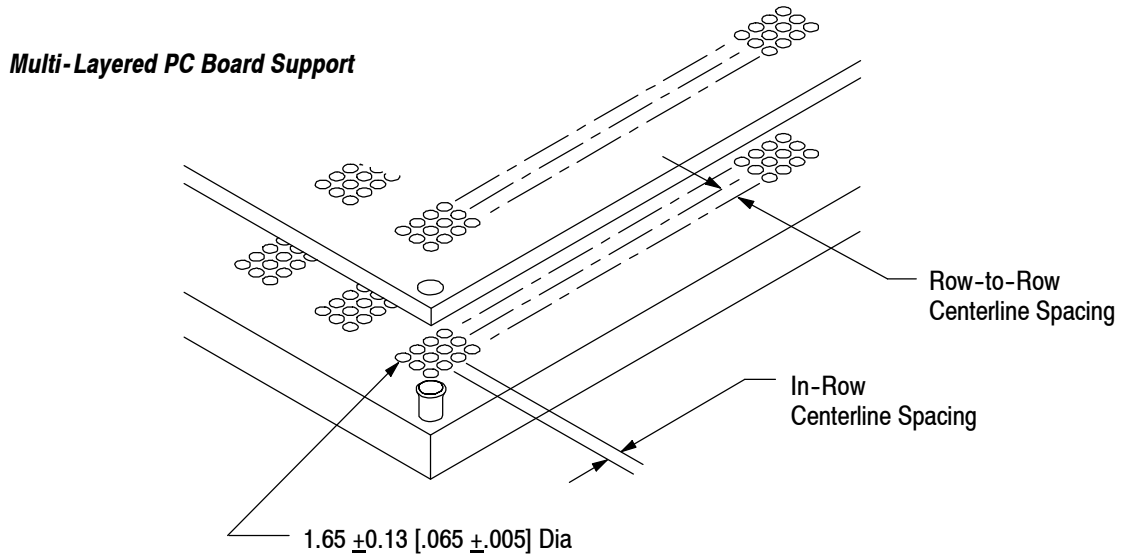 Multi-Layered PC Board Support
Row-to-Row
Centerline Spacing
In-Row
Centerline Spacing
1.65 ±0.13 [.065 ±.005] Dia